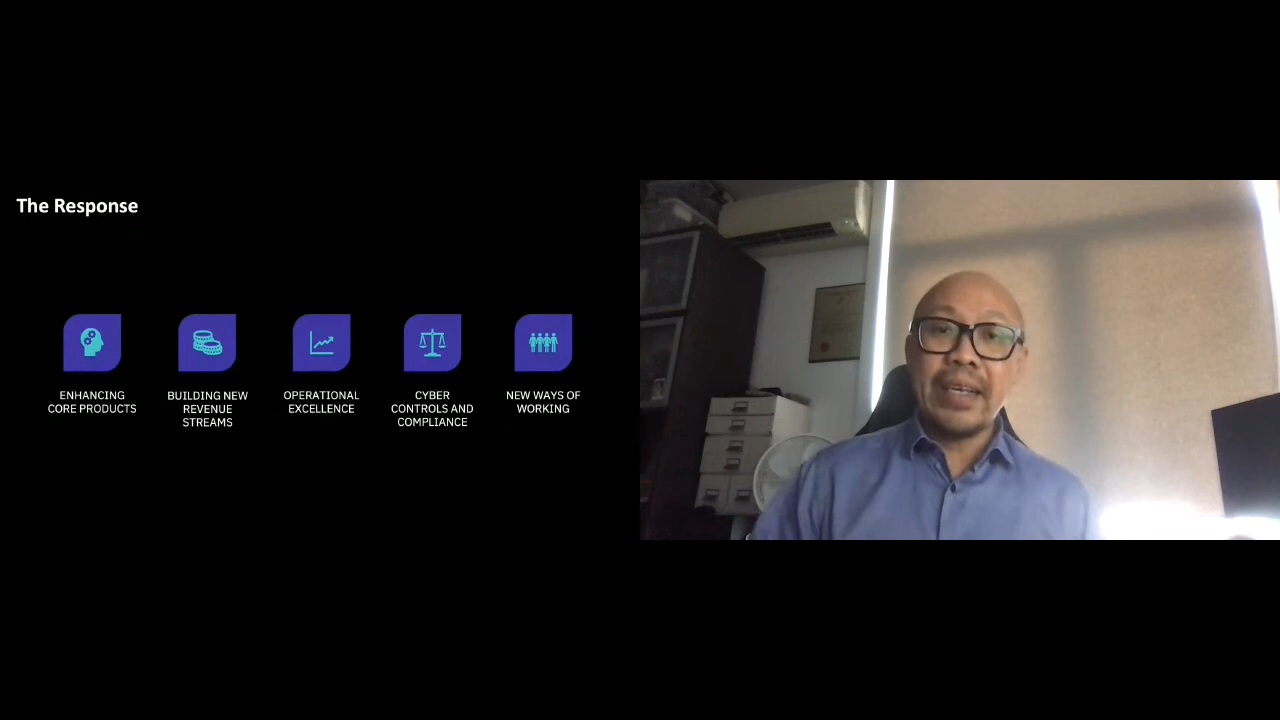 The Response
ENHANCING
CORE PRODUCTS
BUILDING NEW
REVENUE
STREAMS
OPERATIONAL
EXCELLENCE
CYBER
CONTROLS AND
COMPLIANCE
NEW WAYS OF
WORKING